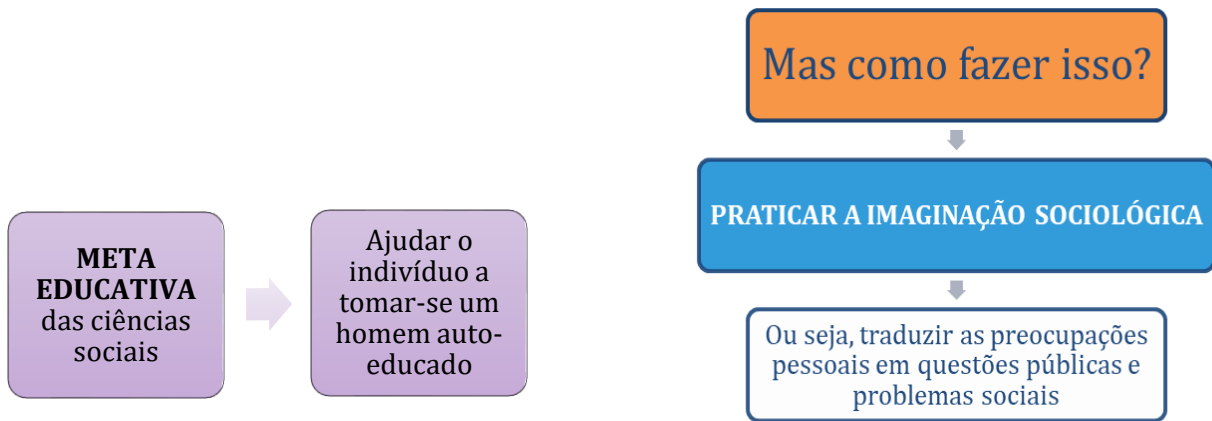 META
EDUCATIVA
das ciências
sociais
Ajudar o
indivíduo a
tomar-se um
homem auto-
educado
Mas como fazer isso?
PRATICAR A IMAGINAÇÃO SOCIOLÓGICA
Ou seja, traduzir as preocupações
pessoais em questões públicas e
problemas sociais